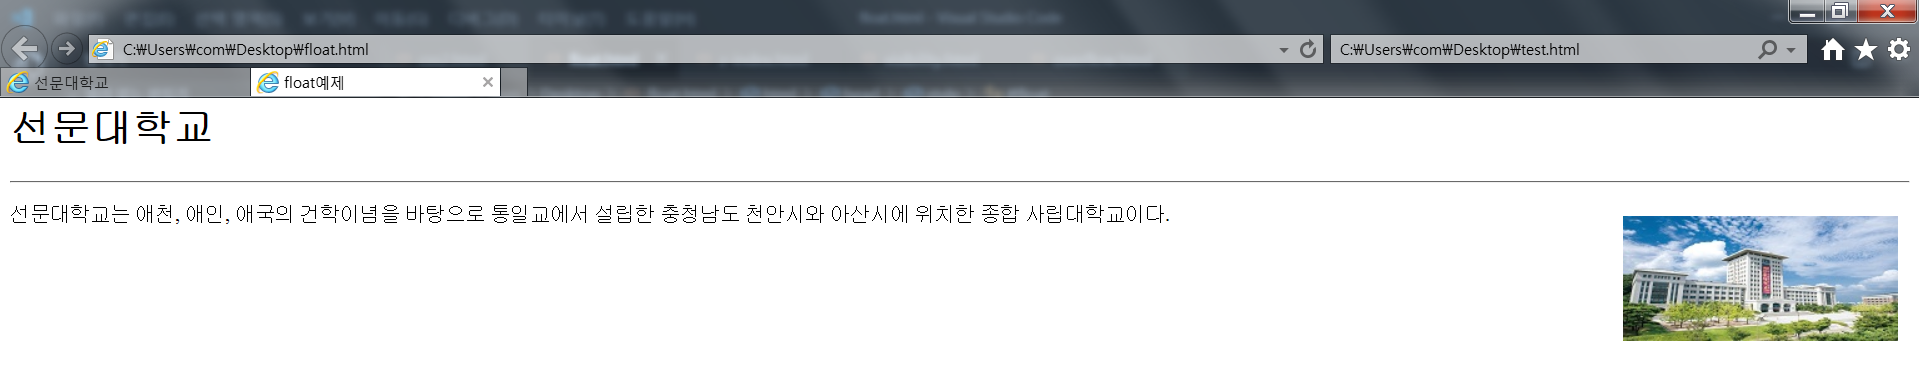 C:₩Users₩com₩Desktop₩float.html
C:₩Users₩com₩Desktop₩test.html
선문대학교
float예제
선문대학교
선문대학교는 애천, 애인, 애국의 건학이념을 바탕으로 통일교에서 설립한 충청남도 천안시와 아산시에 위치한 종합 사립대학교이다.